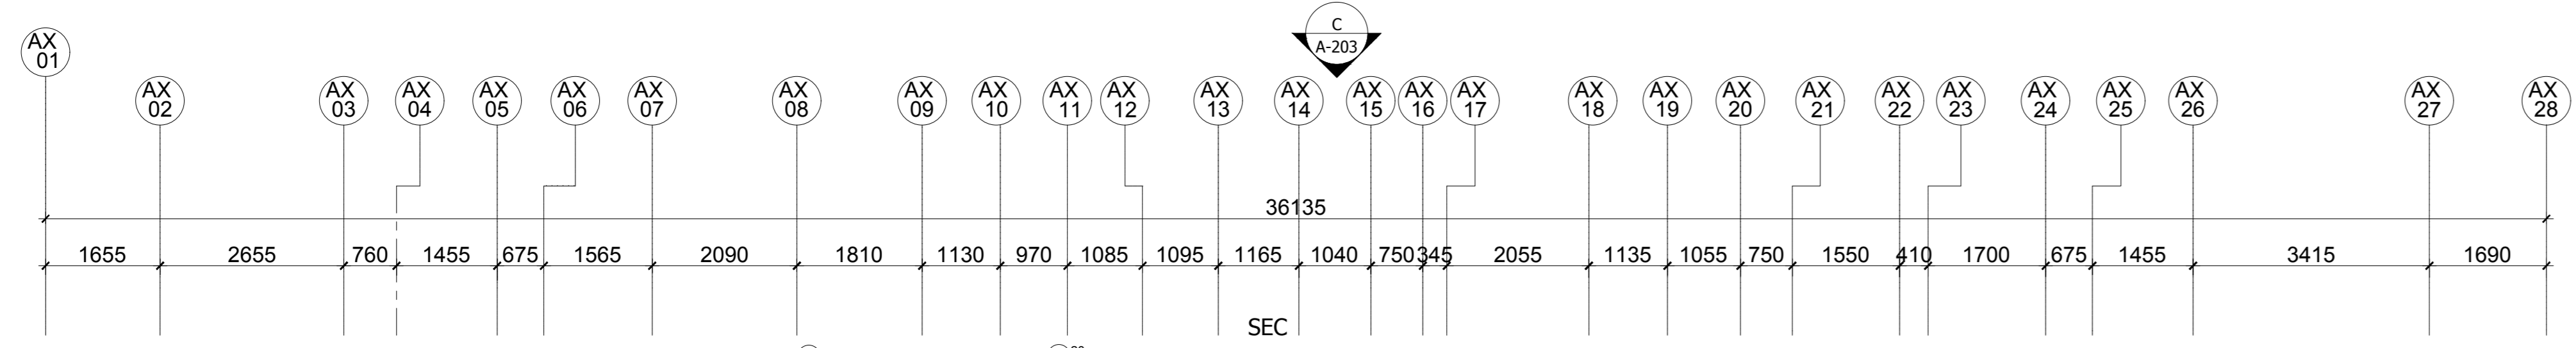 C
A-203
AX 01
AX 02
AX 03
AX 04
AX 05
AX 06
AX 07
AX 08
AX 09
AX 10
AX 11
AX 12
AX 13
AX 14
AX 15
AX 16
AX 17
AX 18
AX 19
AX 20
AX 21
AX 22
AX 23
AX 24
AX 25
AX 26
AX 27
AX 28
36135
1655 2655 760 1455 675 1565 2090 1810 1130 970 1085 1095 1165 1040 750 345 2055 1135 1055 750 1550 410 1700 675 1455 3415 1690
SEC